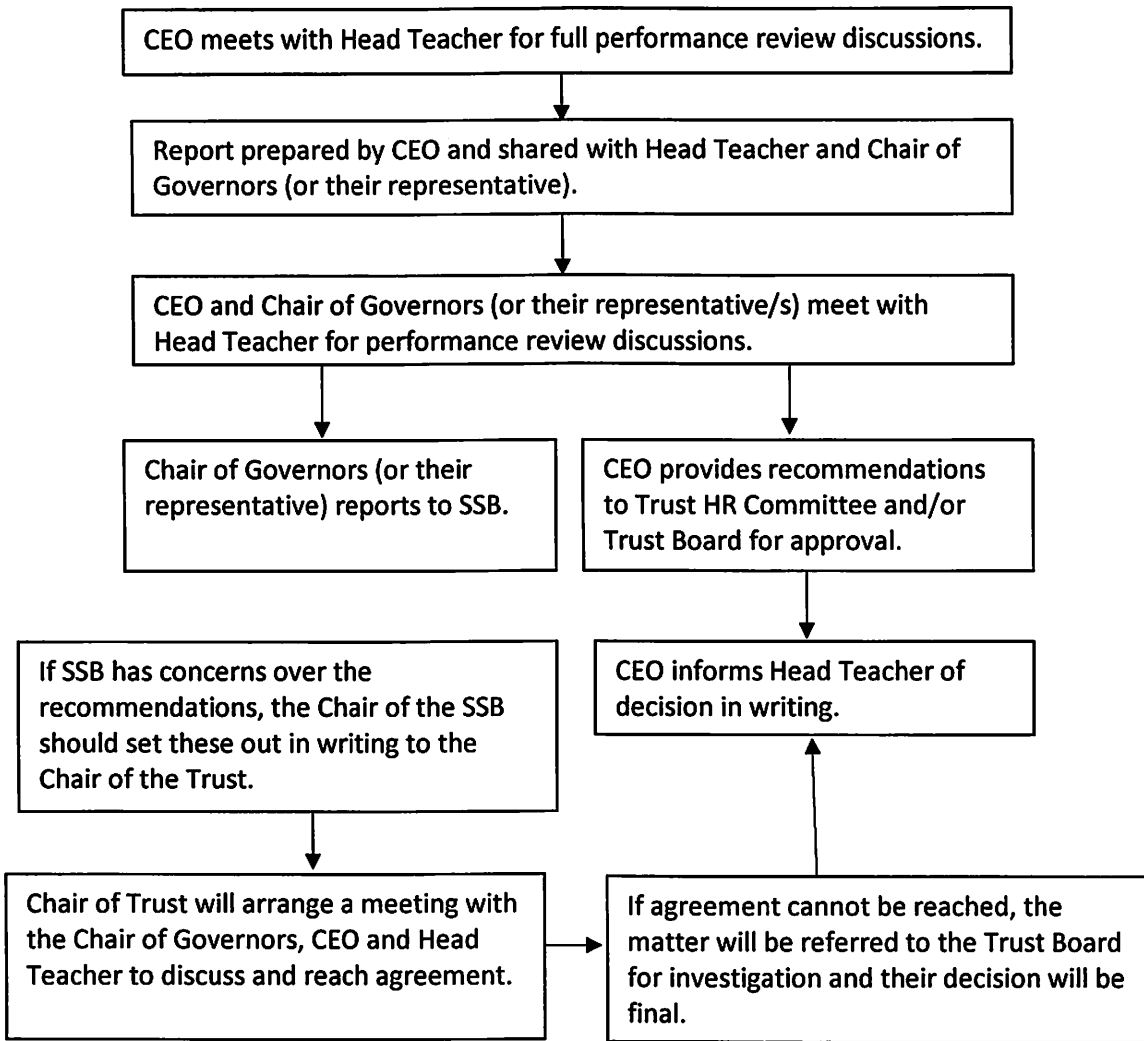 CEO meets with Head Teacher for full performance review discussions.
Report prepared by CEO and shared with Head Teacher and Chair of
Governors (or their representative).
CEO and Chair of Governors (or their representative/s) meet with
Head Teacher for performance review discussions.
Chair of Governors (or their
representative) reports to SSB.
CEO provides recommendations
to Trust HR Committee and/or
Trust Board for approval.
If SSB has concerns over the
recommendations, the Chair of the SSB
should set these out in writing to the
Chair of the Trust.
CEO informs Head Teacher of
decision in writing.
Chair of Trust will arrange a meeting with
the Chair of Governors, CEO and Head
Teacher to discuss and reach agreement.
If agreement cannot be reached, the
matter will be referred to the Trust Board
for investigation and their decision will be
final.